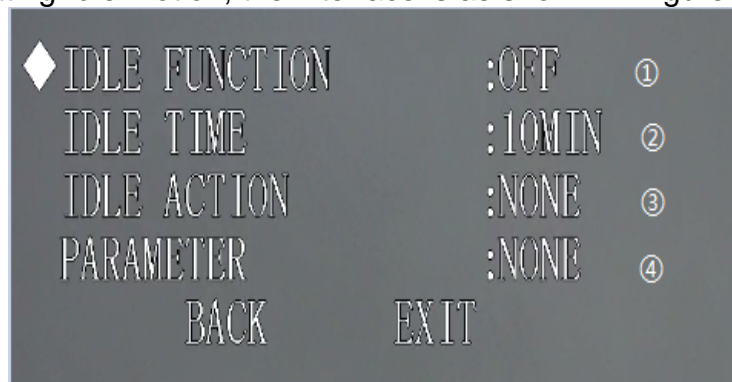 IDLE FUNCTION :OFF ①
IDLE TIME :10MIN ②
IDLE ACTION :NONE ③
PARAMETER :NONE ④
BACK EXIT